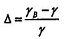 Δ = (γ_B − γ) / γ